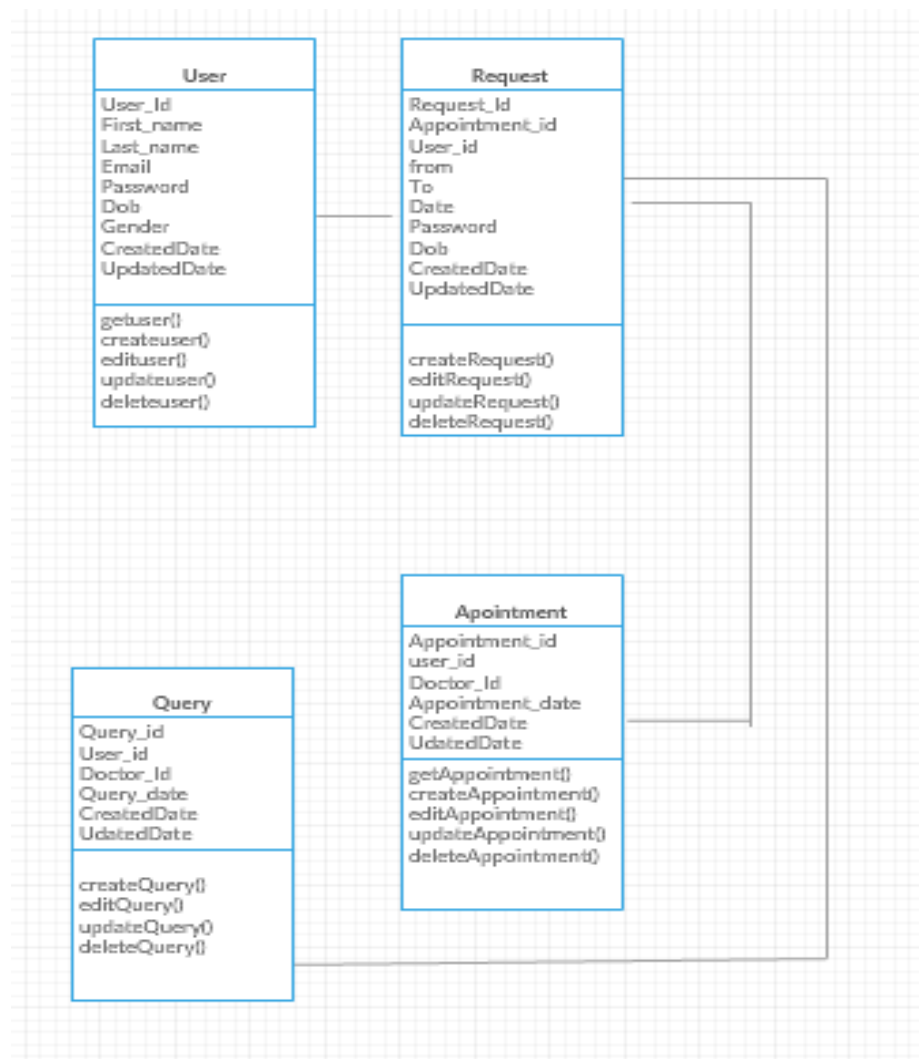 User
User_Id
First_name
Last_name
Email
Password
Dob
Gender
CreatedDate
UpdatedDate
getuser()
createuser()
edituser()
updateuser()
deleteuser()
Request
Request_Id
Appointment_id
User_id
from
To
Date
Password
Dob
CreatedDate
UpdatedDate
createRequest()
editRequest()
updateRequest()
deleteRequest()
Apointment
Appointment_id
user_id
Doctor_Id
Appointment_date
CreatedDate
UdatedDate
getAppointment()
createAppointment()
editAppointment()
updateAppointment()
deleteAppointment()
Query
Query_id
User_id
Doctor_Id
Query_date
CreatedDate
UdatedDate
createQuery()
editQuery()
updateQuery()
deleteQuery()